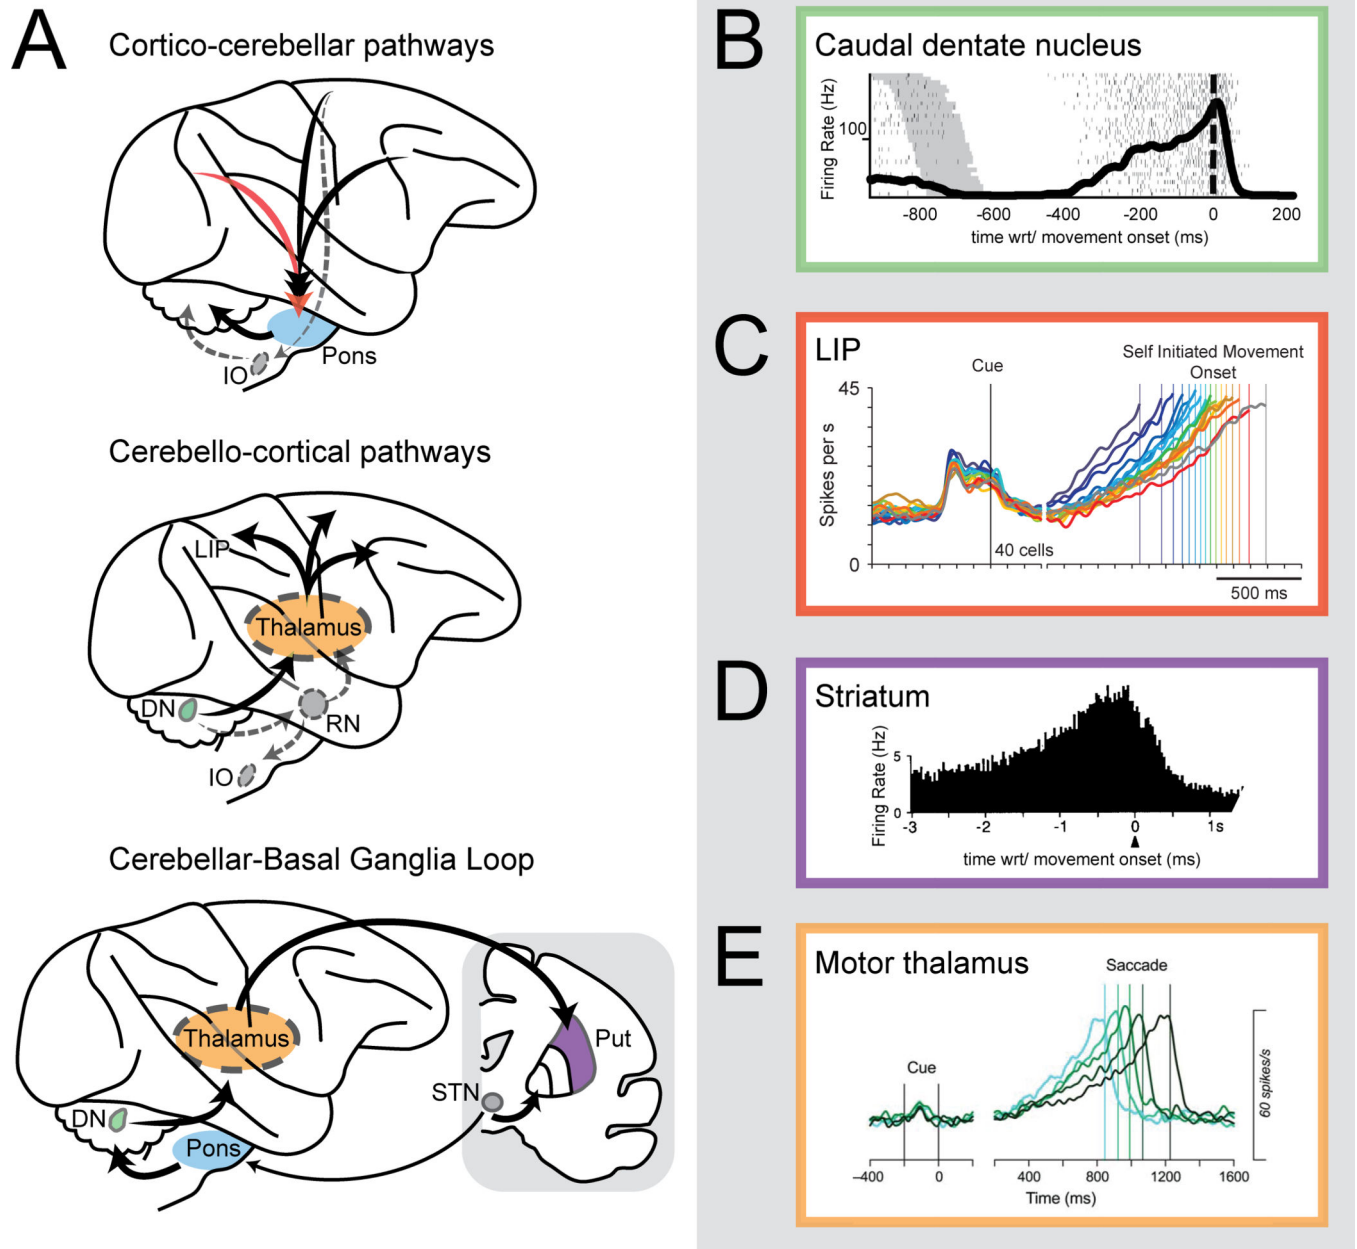 A
Cortico-cerebellar pathways
Pons
IO
Cerebello-cortical pathways
LIP
Thalamus
DN
RN
IO
Cerebellar-Basal Ganglia Loop
Thalamus
Put
STN
DN
Pons
B
Caudal dentate nucleus
Firing Rate (Hz)
100
-800 -600 -400 -200 0 200
time wrt/ movement onset (ms)
C
LIP
Self Initiated Movement
Onset
Cue
45
Spikes per s
40 cells
0
500 ms
D
Striatum
Firing Rate (Hz)
5
0
-3 -2 -1 0 1s
time wrt/ movement onset (ms)
E
Motor thalamus
Saccade
Cue
60 spikes/s
−400 0 400 800 1200 1600
Time (ms)